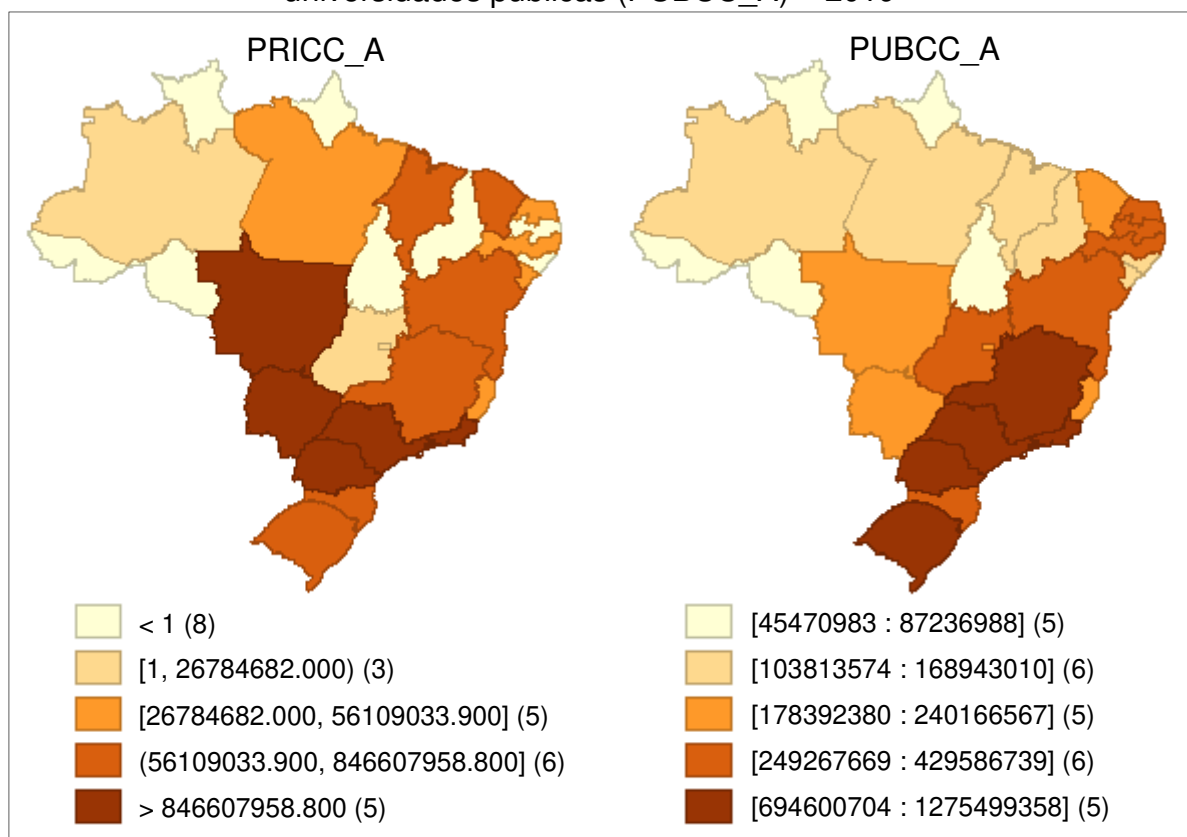 PRICC_A
PUBCC_A
< 1 (8)
[1, 26784682.000) (3)
[26784682.000, 56109033.900] (5)
(56109033.900, 846607958.800] (6)
> 846607958.800 (5)
[45470983 : 87236988] (5)
[103813574 : 168943010] (6)
[178392380 : 240166567] (5)
[249267669 : 429586739] (6)
[694600704 : 1275499358] (5)